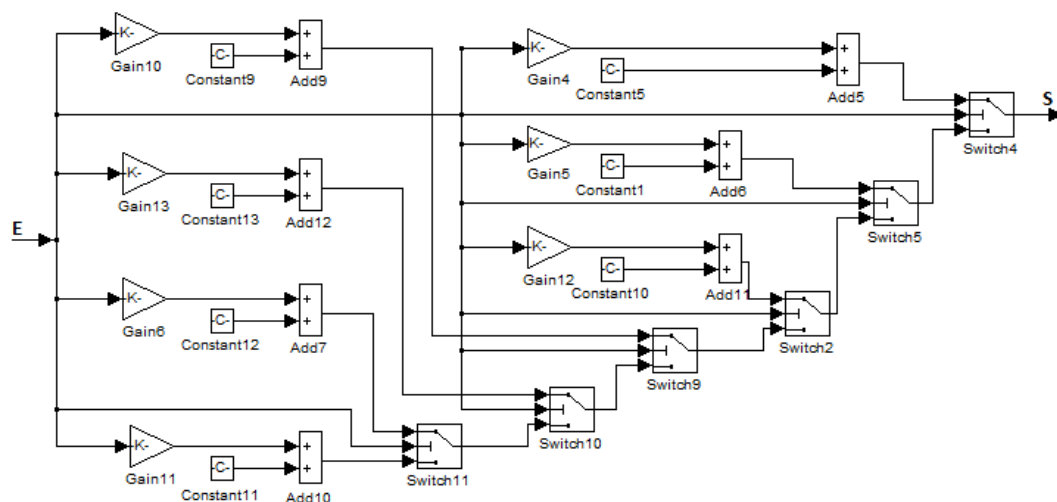 K-
Gain10
-C-
Constant9
+
+
Add9
K-
Gain4
-C-
Constant5
+
+
Add5
S
Switch4
K-
Gain13
-C-
Constant13
+
+
Add12
K-
Gain5
-C-
Constant1
+
+
Add6
Switch5
E
K-
Gain12
-C-
Constant10
+
+
Add11
Switch2
K-
Gain6
-C-
Constant12
+
+
Add7
Switch9
Switch10
K-
Gain11
-C-
Constant11
+
+
Add10
Switch11